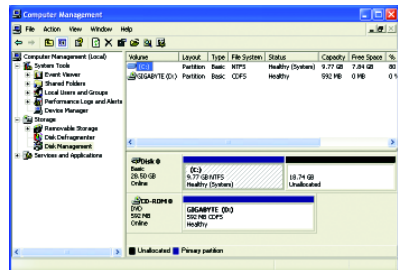 Computer Management
File Action View Window Help
Computer Management (Local)
System Tools
Event Viewer
Shared Folders
Local Users and Groups
Performance Logs and Alerts
Device Manager
Storage
Removable Storage
Disk Defragmenter
Disk Management
Services and Applications
Volume Layout Type File System Status Capacity Free Space %
(C:) Partition Basic NTFS Healthy (System) 9.77 GB 7.84 GB 80
GIGABYTE (D:) Partition Basic CDFS Healthy 592 MB 0 MB 0 %
Disk 0
Basic
28.50 GB
Online
(C:)
9.77 GB NTFS
Healthy (System)
18.74 GB
Unallocated
CD-ROM 0
DVD
592 MB
Online
GIGABYTE (D:)
592 MB CDFS
Healthy
Unallocated Primary partition